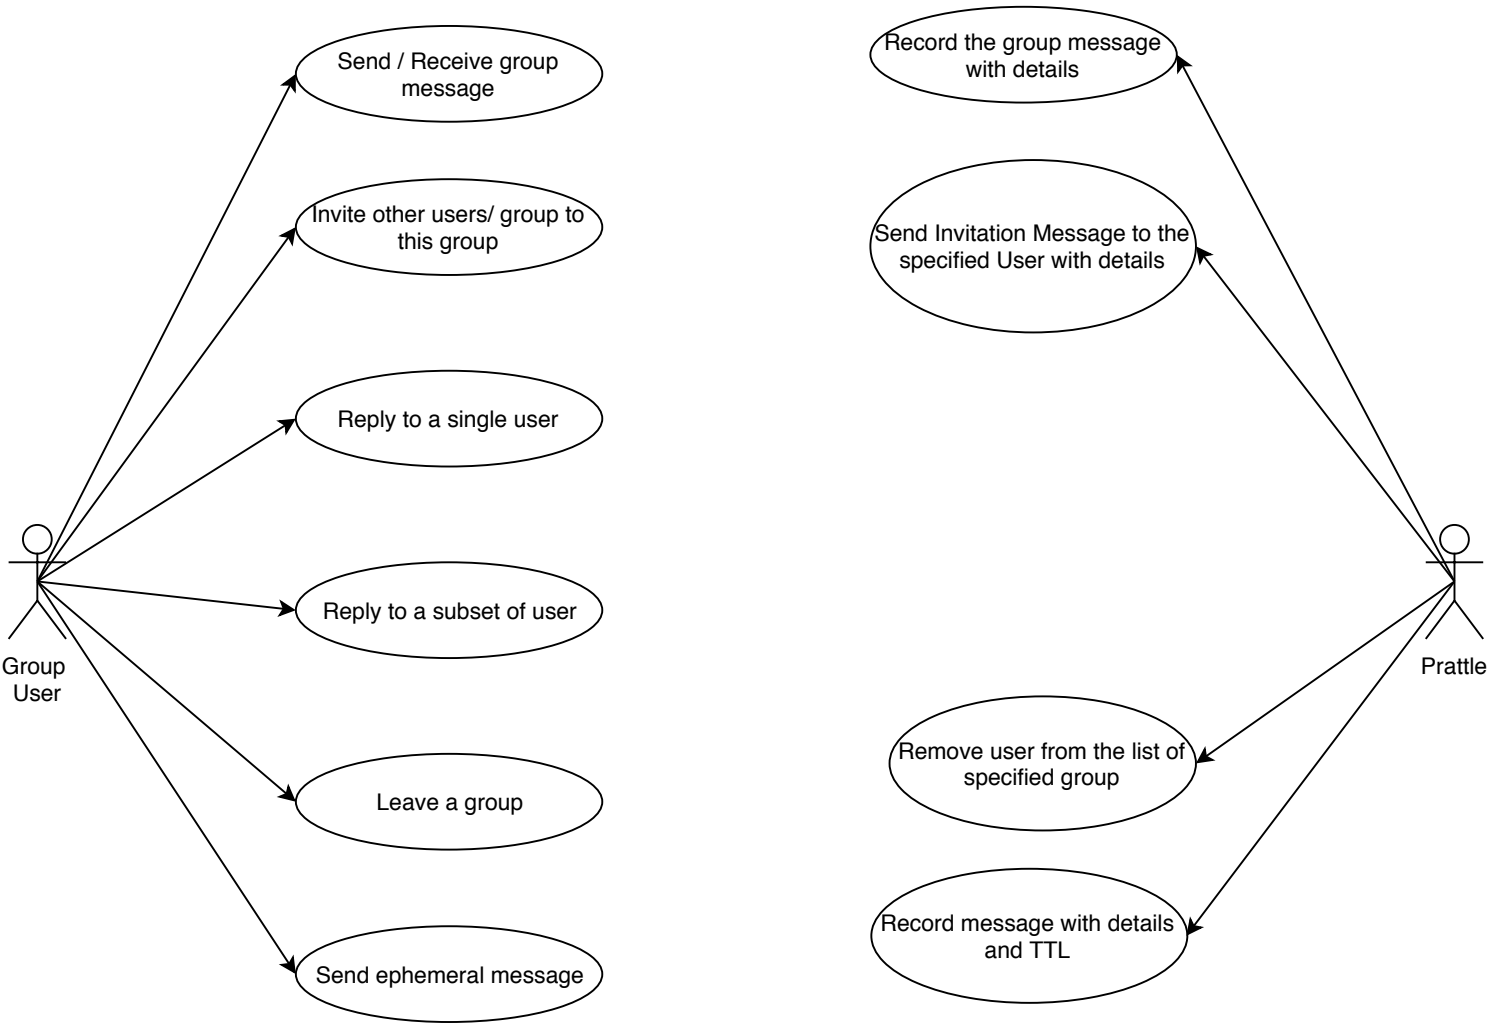 Send / Receive group
message
Invite other users/ group to
this group
Reply to a single user
Reply to a subset of user
Leave a group
Send ephemeral message
Group
User
Record the group message
with details
Send Invitation Message to the
specified User with details
Remove user from the list of
specified group
Record message with details
and TTL
Prattle